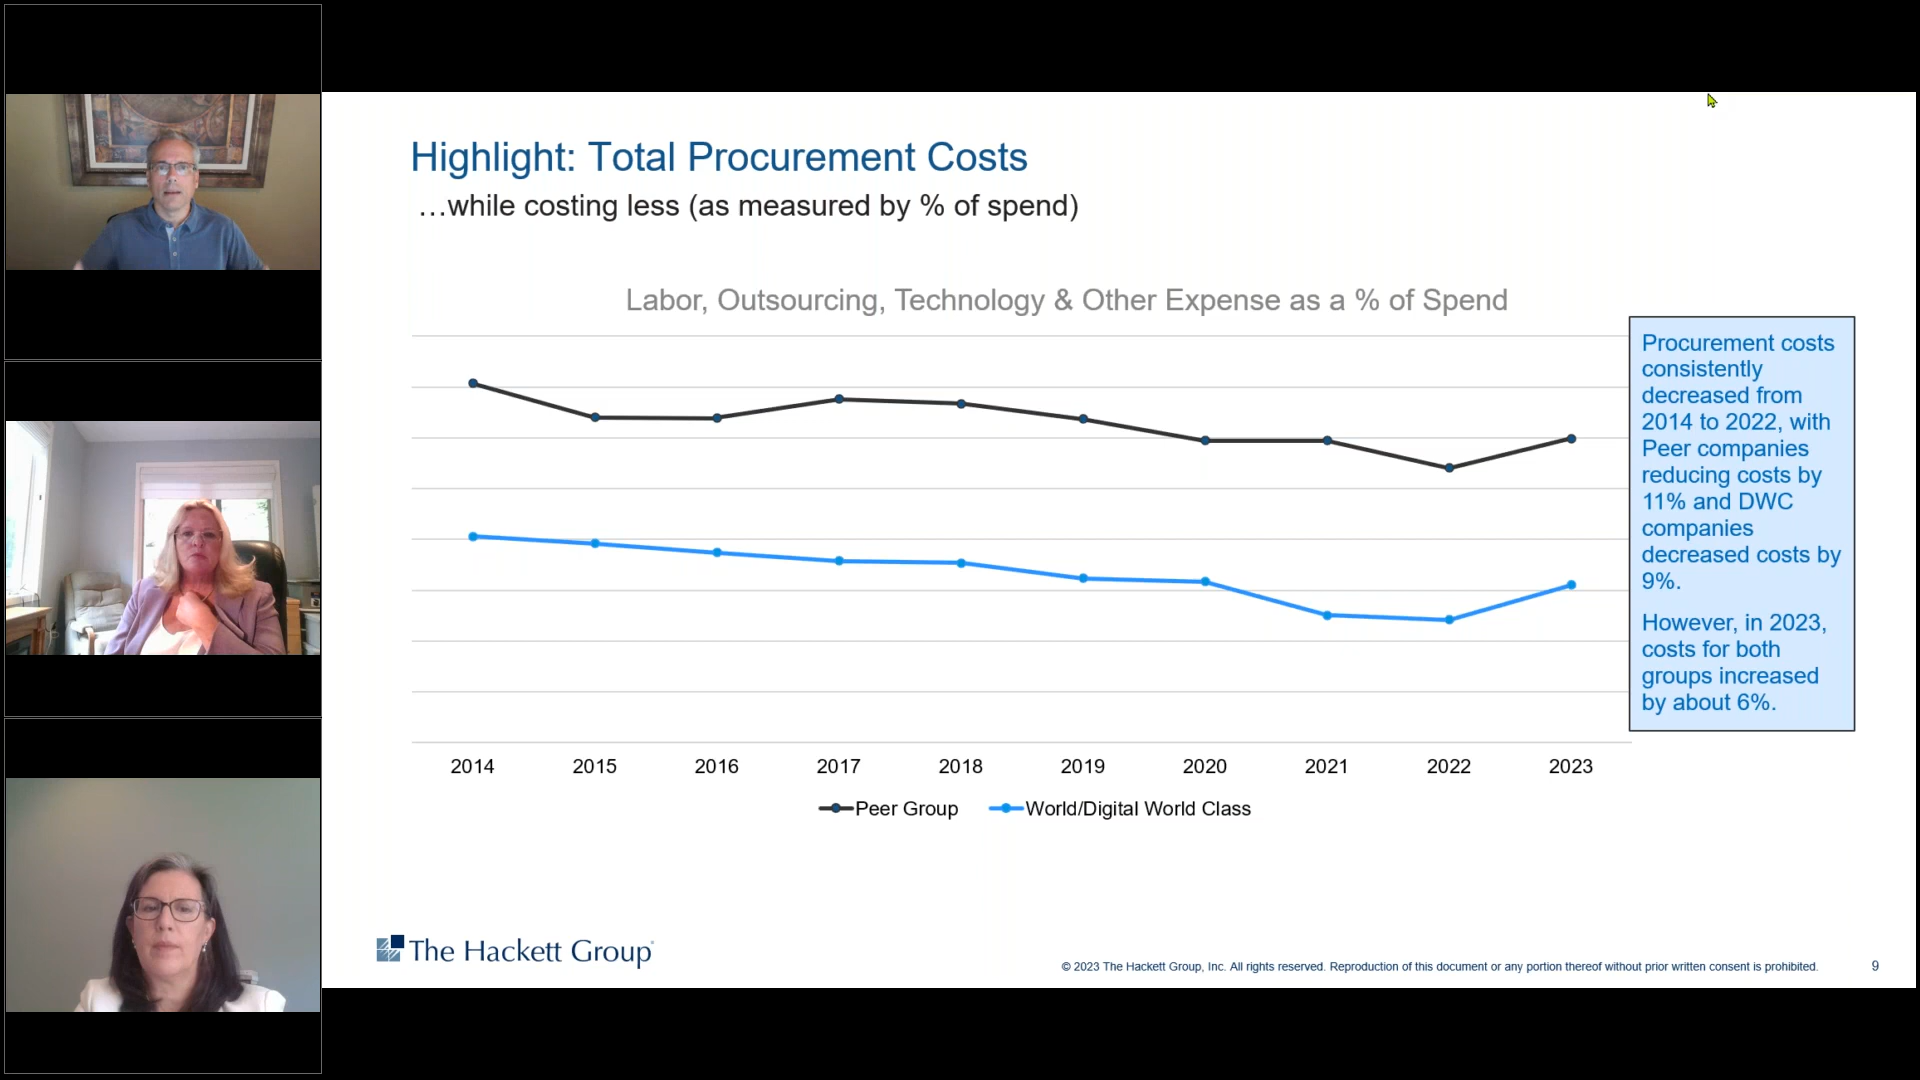 Highlight: Total Procurement Costs
…while costing less (as measured by % of spend)
Labor, Outsourcing, Technology & Other Expense as a % of Spend
Procurement costs
consistently
decreased from
2014 to 2022, with
Peer companies
reducing costs by
11% and DWC
companies
decreased costs by
9%.
However, in 2023,
costs for both
groups increased
by about 6%.
2014 2015 2016 2017 2018 2019 2020 2021 2022 2023
Peer Group World/Digital World Class
The Hackett Group
© 2023 The Hackett Group, Inc. All rights reserved. Reproduction of this document or any portion thereof without prior written consent is prohibited. 9